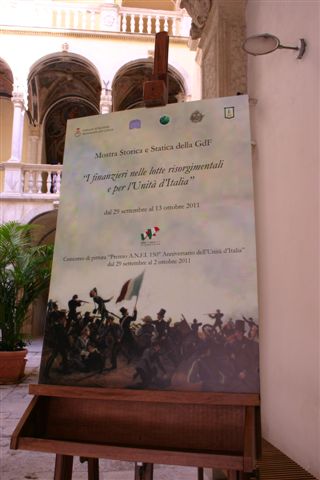 Mostra Storica e Statica della GdF
"I finanzieri nelle lotte risorgimentali
e per l'Unità d'Italia"
dal 29 settembre al 13 ottobre 2011
Concorso di pittura "Premio A.N.F.I. 150° Anniversario dell'Unità d'Italia"
dal 29 settembre al 2 ottobre 2011